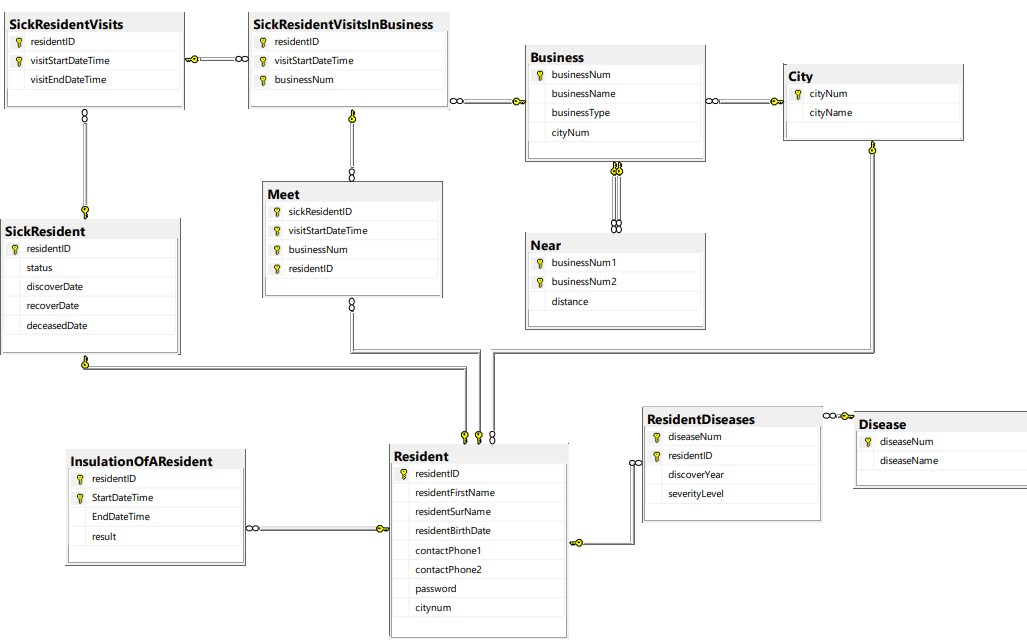 SickResidentVisits
residentID
visitStartDateTime
visitEndDateTime
SickResidentVisitsInBusiness
residentID
visitStartDateTime
businessNum
Business
businessNum
businessName
businessType
cityNum
City
cityNum
cityName
Meet
sickResidentID
visitStartDateTime
businessNum
residentID
SickResident
residentID
status
discoverDate
recoverDate
deceasedDate
Near
businessNum1
businessNum2
distance
InsulationOfAResident
residentID
StartDateTime
EndDateTime
result
Resident
residentID
residentFirstName
residentSurName
residentBirthDate
contactPhone1
contactPhone2
password
citynum
ResidentDiseases
diseaseNum
residentID
discoverYear
severityLevel
Disease
diseaseNum
diseaseName